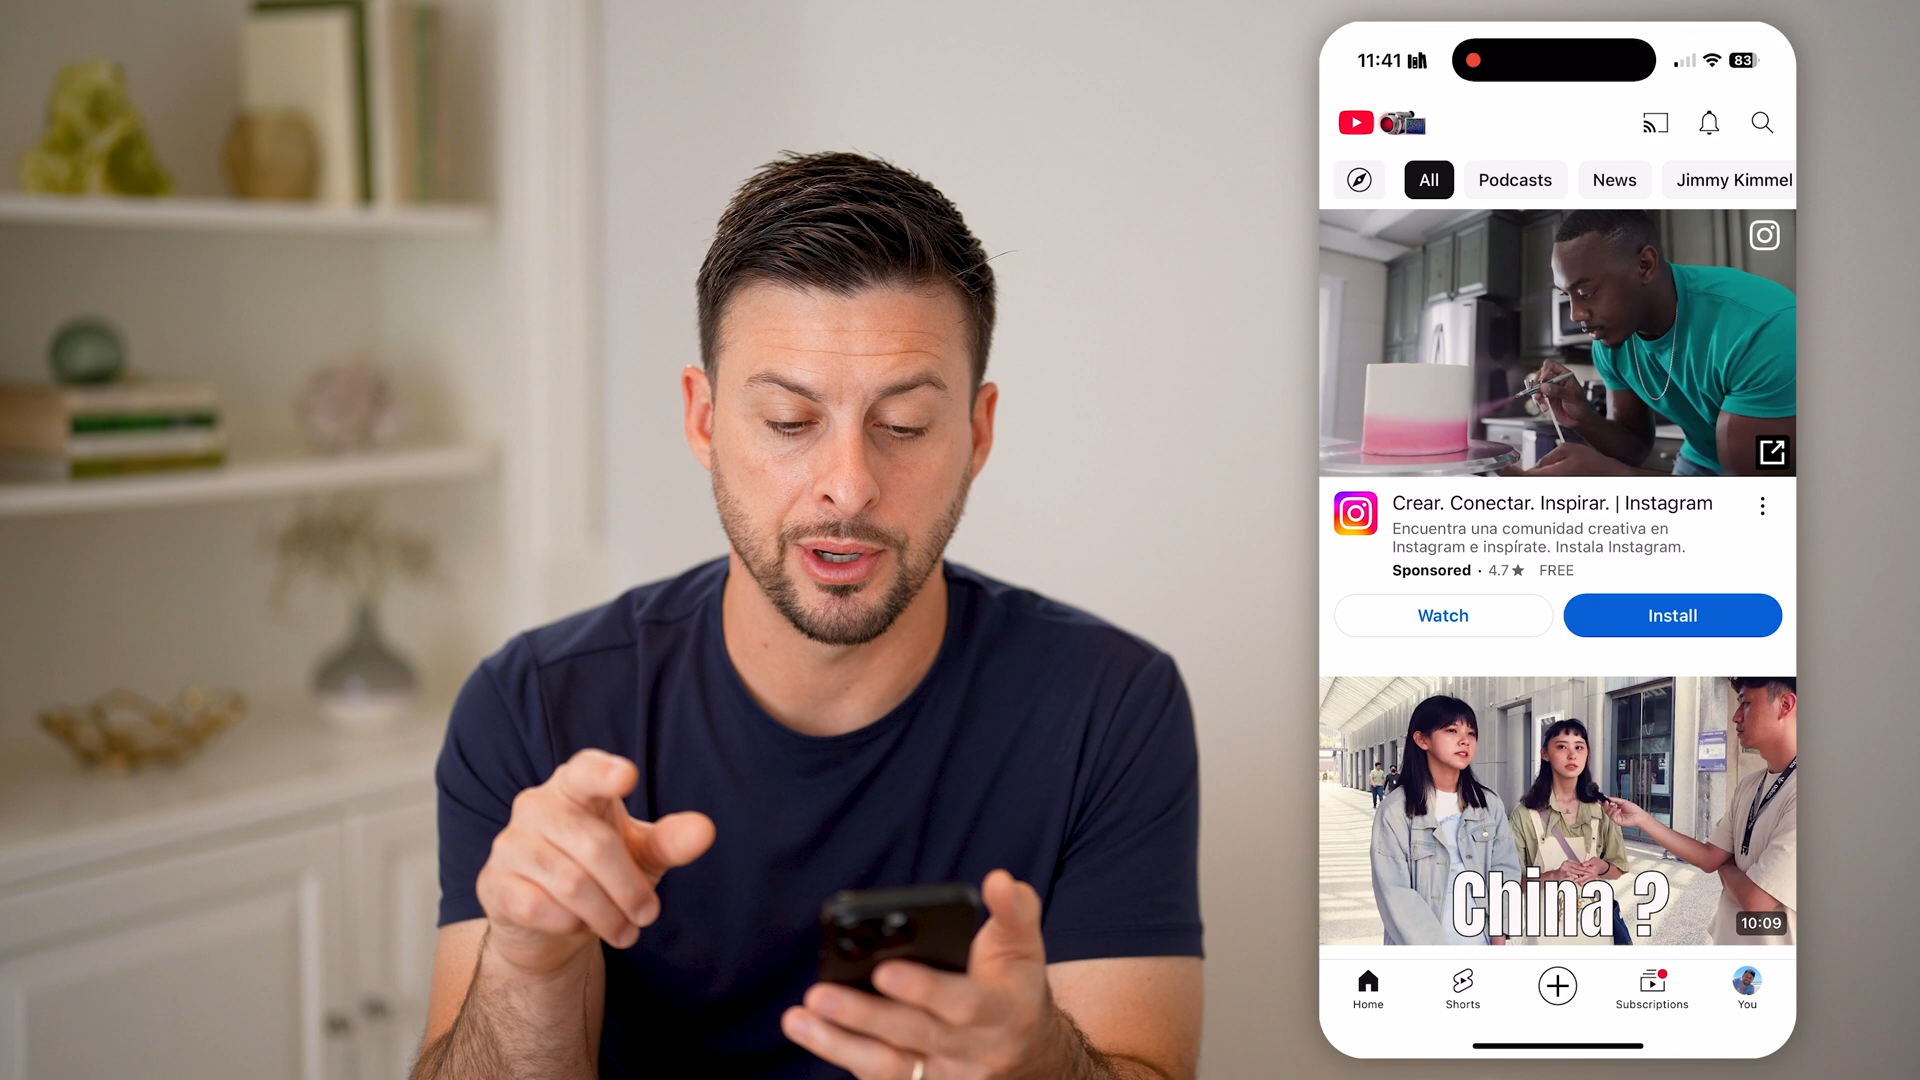 11:41
83
All
Podcasts
News
Jimmy Kimmel
Crear. Conectar. Inspirar. | Instagram
Encuentra una comunidad creativa en
Instagram e inspírate. Instala Instagram.
Sponsored · 4.7★ FREE
Watch
Install
China ?
10:09
Home
Shorts
Subscriptions
You